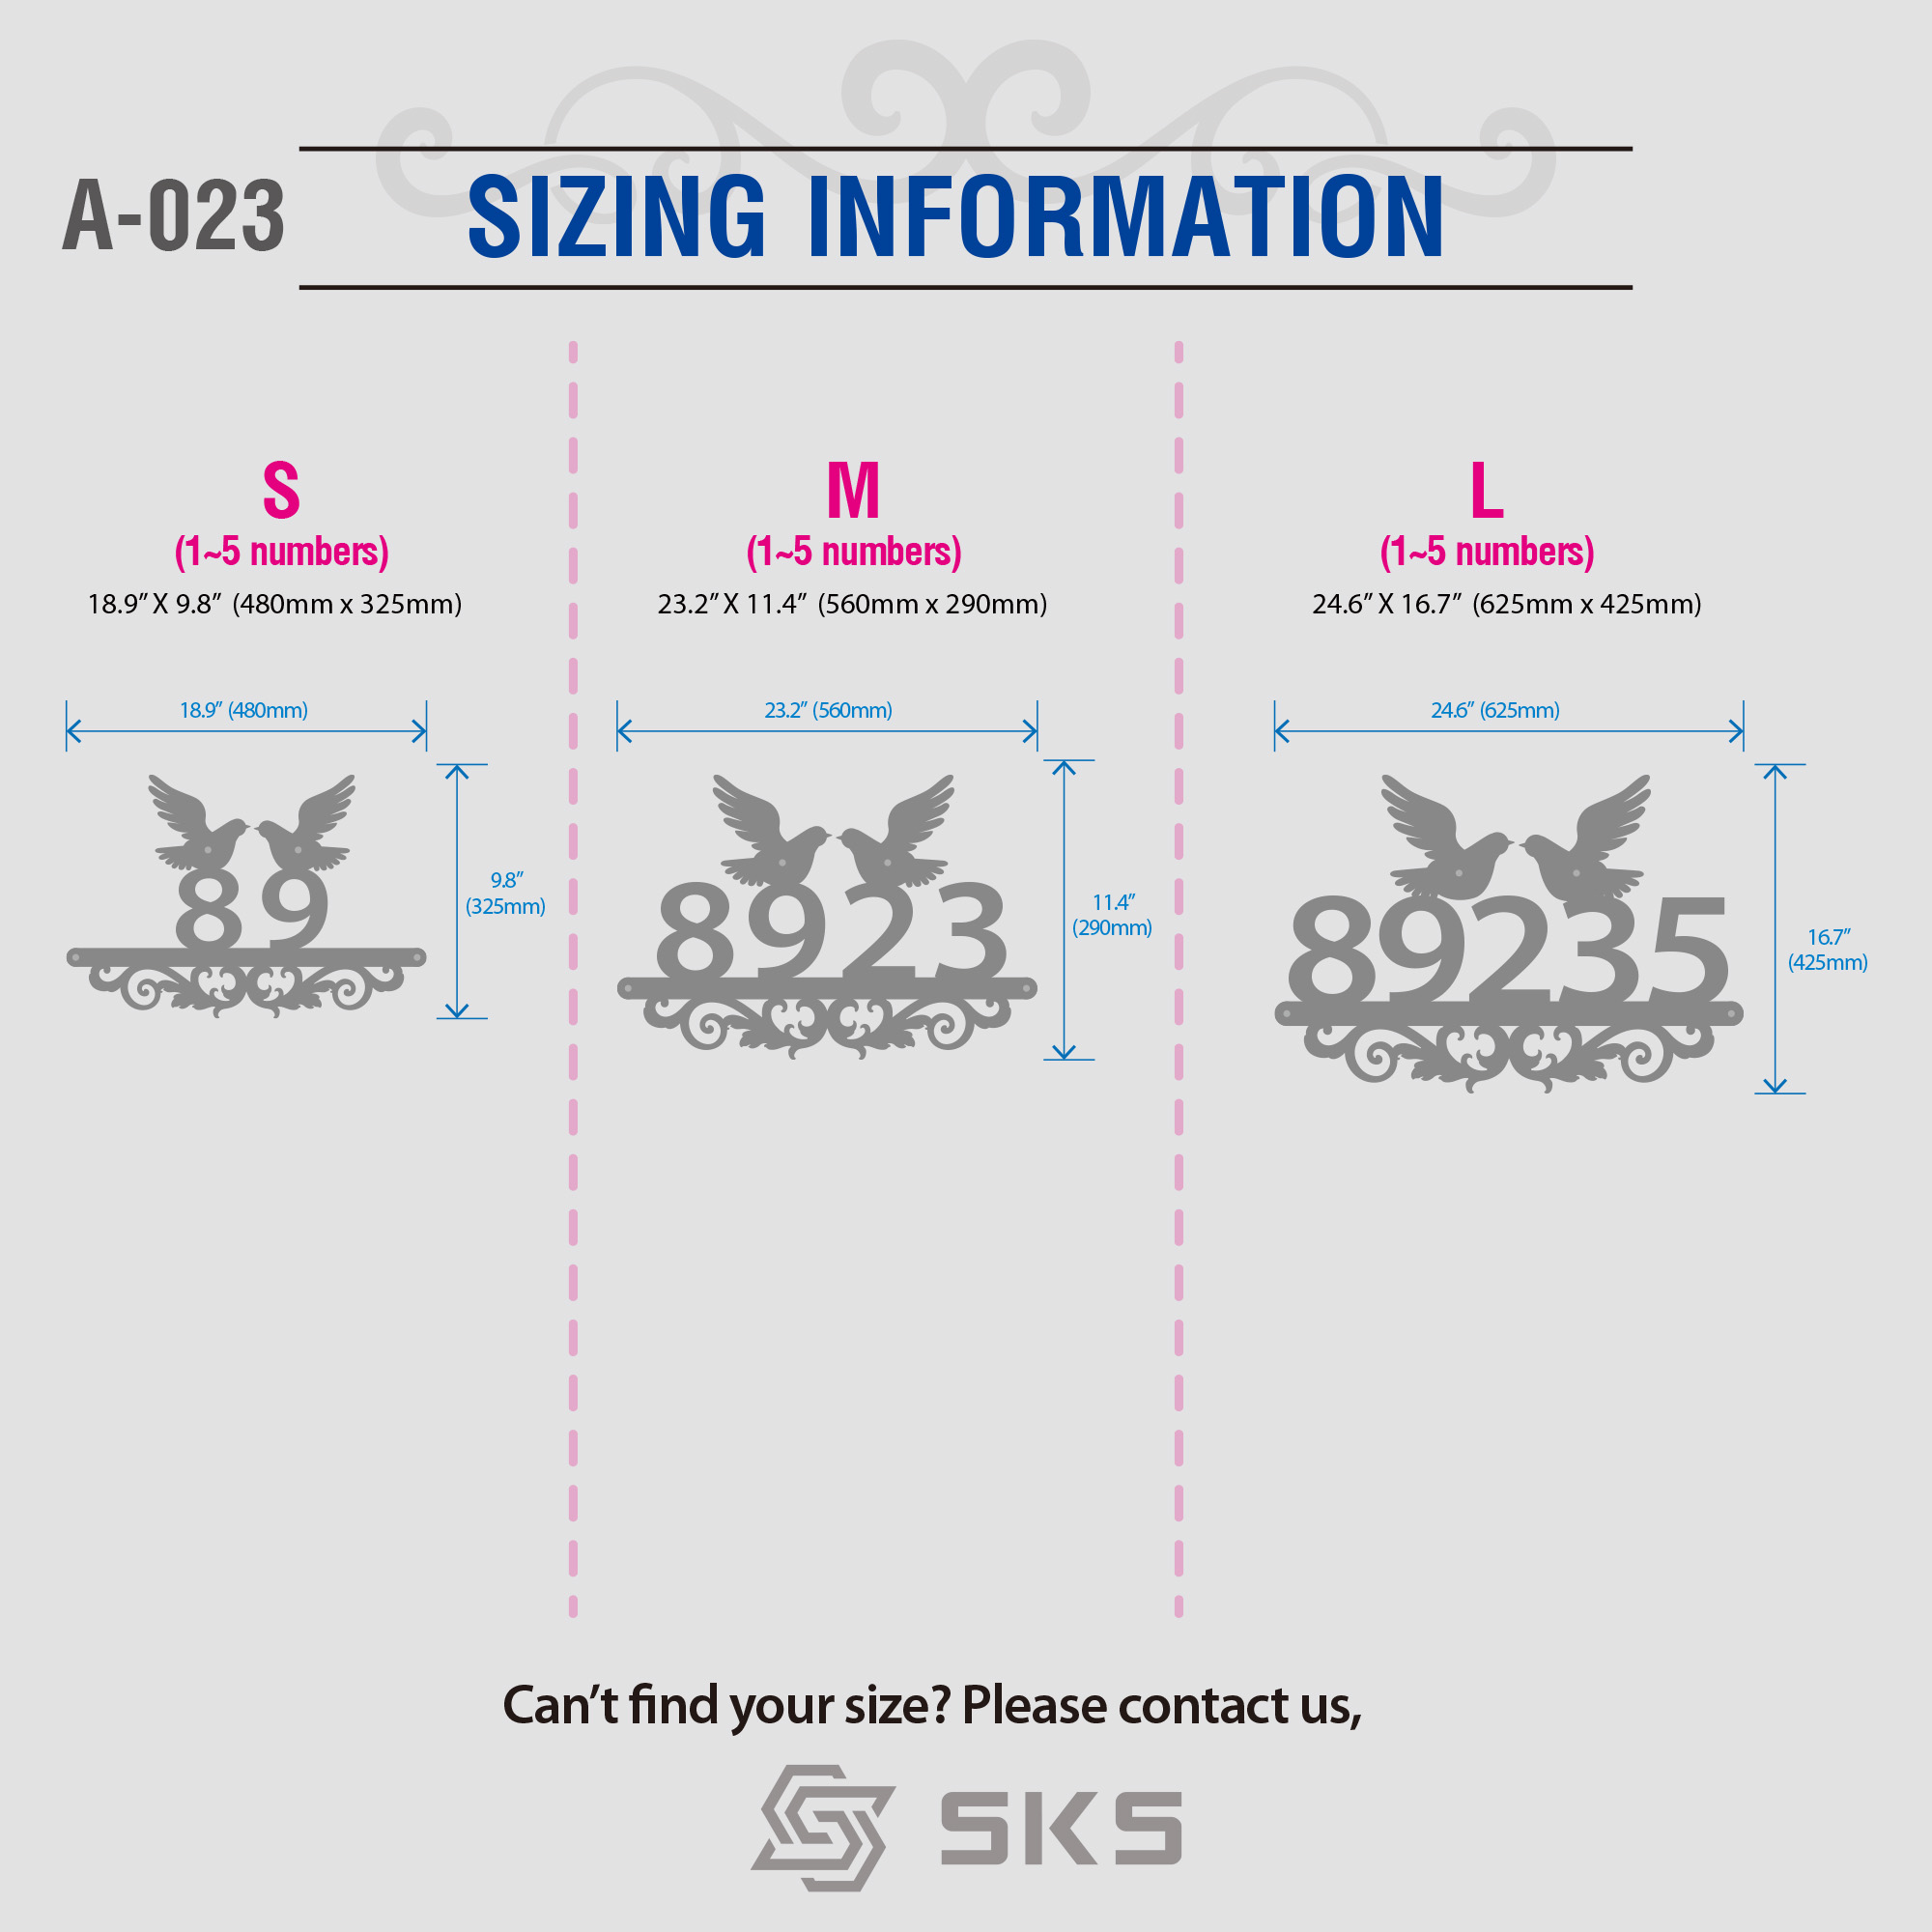 A-023
SIZING INFORMATION
S
(1~5 numbers)
18.9” X 9.8” (480mm x 325mm)
18.9” (480mm)
9.8”
(325mm)
89
M
(1~5 numbers)
23.2” X 11.4” (560mm x 290mm)
23.2” (560mm)
11.4”
(290mm)
8923
L
(1~5 numbers)
24.6” X 16.7” (625mm x 425mm)
24.6” (625mm)
16.7”
(425mm)
89235
Can’t find your size? Please contact us,
SKS